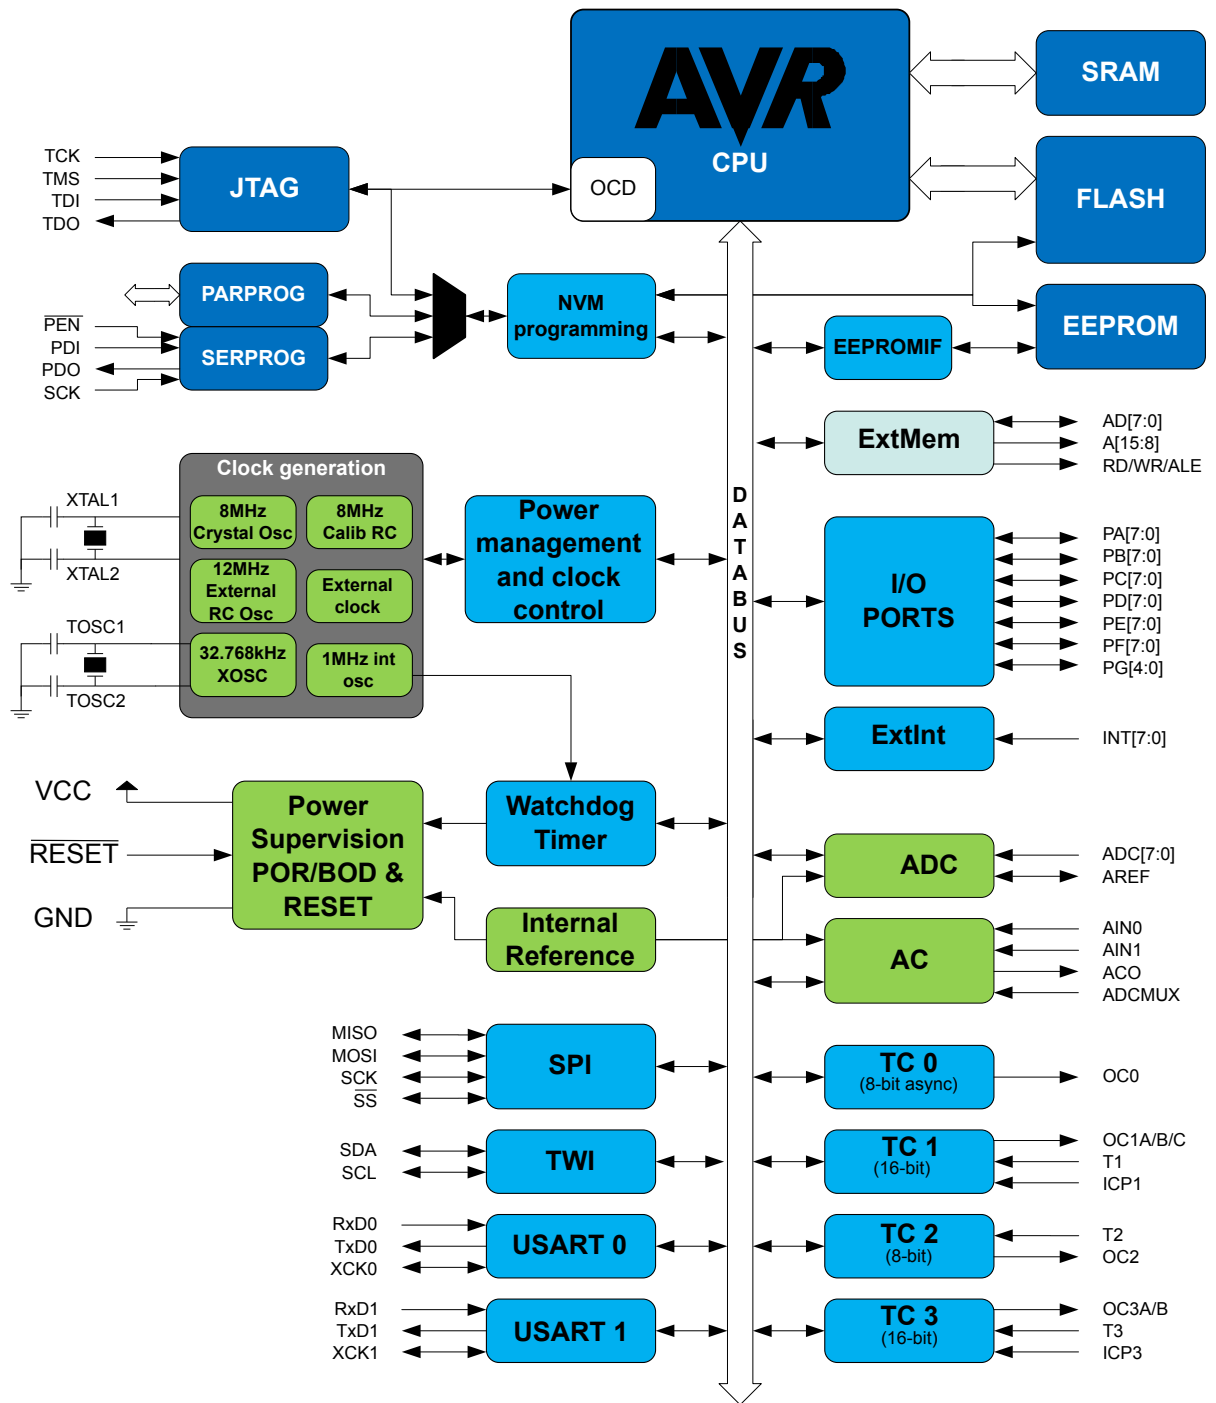 AVR
CPU
OCD
SRAM
FLASH
EEPROM
TCK
TMS
TDI
TDO
JTAG
PARPROG
SERPROG
PEN
PDI
PDO
SCK
NVM
programming
EEPROMIF
ExtMem
AD[7:0]
A[15:8]
RD/WR/ALE
Clock generation
8MHz
Crystal Osc
8MHz
Calib RC
12MHz
External
RC Osc
External
clock
32.768kHz
XOSC
1MHz int
osc
XTAL1
XTAL2
TOSC1
TOSC2
Power
management
and clock
control
DATABUS
I/O
PORTS
PA[7:0]
PB[7:0]
PC[7:0]
PD[7:0]
PE[7:0]
PF[7:0]
PG[4:0]
ExtInt
INT[7:0]
VCC
RESET
GND
Power
Supervision
POR/BOD &
RESET
Watchdog
Timer
Internal
Reference
ADC
ADC[7:0]
AREF
AC
AIN0
AIN1
ACO
ADCMUX
MISO
MOSI
SCK
SS
SPI
TC 0
(8-bit async)
OC0
SDA
SCL
TWI
TC 1
(16-bit)
OC1A/B/C
T1
ICP1
RxD0
TxD0
XCK0
USART 0
TC 2
(8-bit)
T2
OC2
RxD1
TxD1
XCK1
USART 1
TC 3
(16-bit)
OC3A/B
T3
ICP3